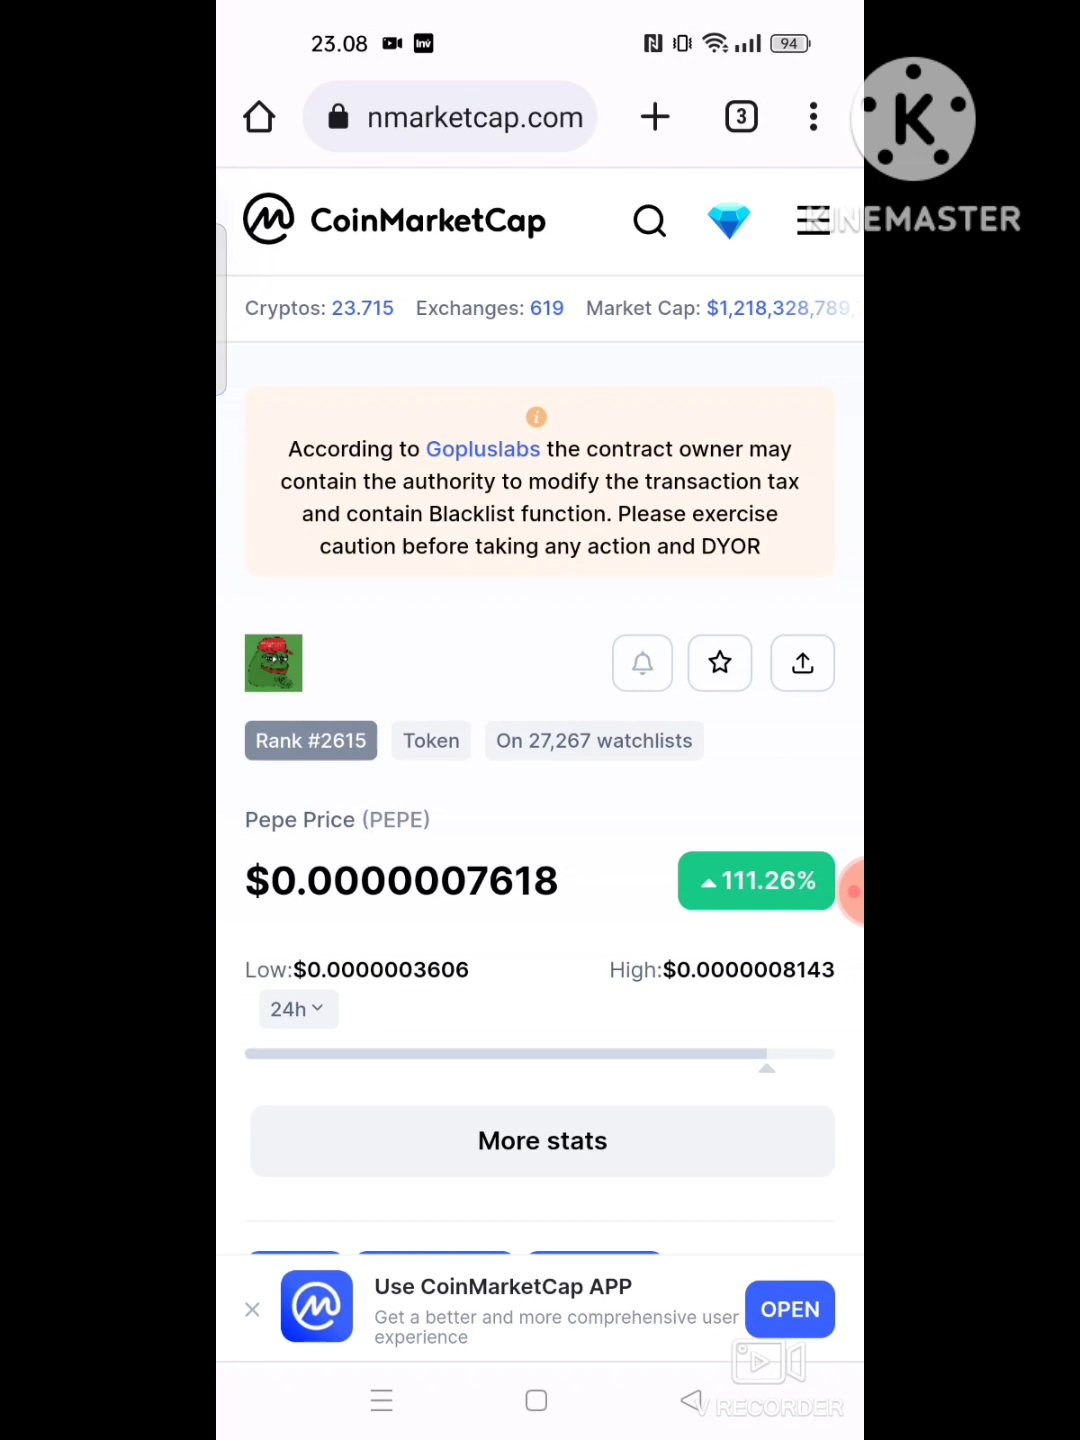 23.08 Inv 94
nmarketcap.com 3
K
KINEMASTER
CoinMarketCap
Cryptos: 23.715 Exchanges: 619 Market Cap: $1,218,328,789,
According to Gopluslabs the contract owner may
contain the authority to modify the transaction tax
and contain Blacklist function. Please exercise
caution before taking any action and DYOR
Rank #2615 Token On 27,267 watchlists
Pepe Price (PEPE)
$0.0000007618 111.26%
Low:$0.0000003606 High:$0.0000008143
24h
More stats
Use CoinMarketCap APP
Get a better and more comprehensive user
experience
OPEN
V RECORDER